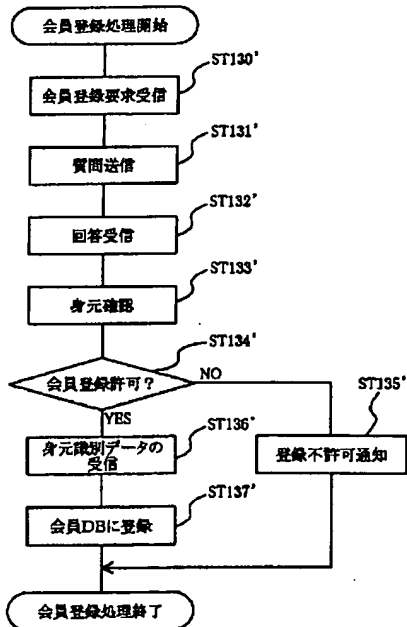 会員登録処理開始
ST130'
会員登録要求受信
ST131'
質問送信
ST132'
回答受信
ST133'
身元確認
ST134'
会員登録許可？
NO
ST135'
YES
ST136'
身元識別データの
受信
登録不許可通知
ST137'
会員DBに登録
会員登録処理終了